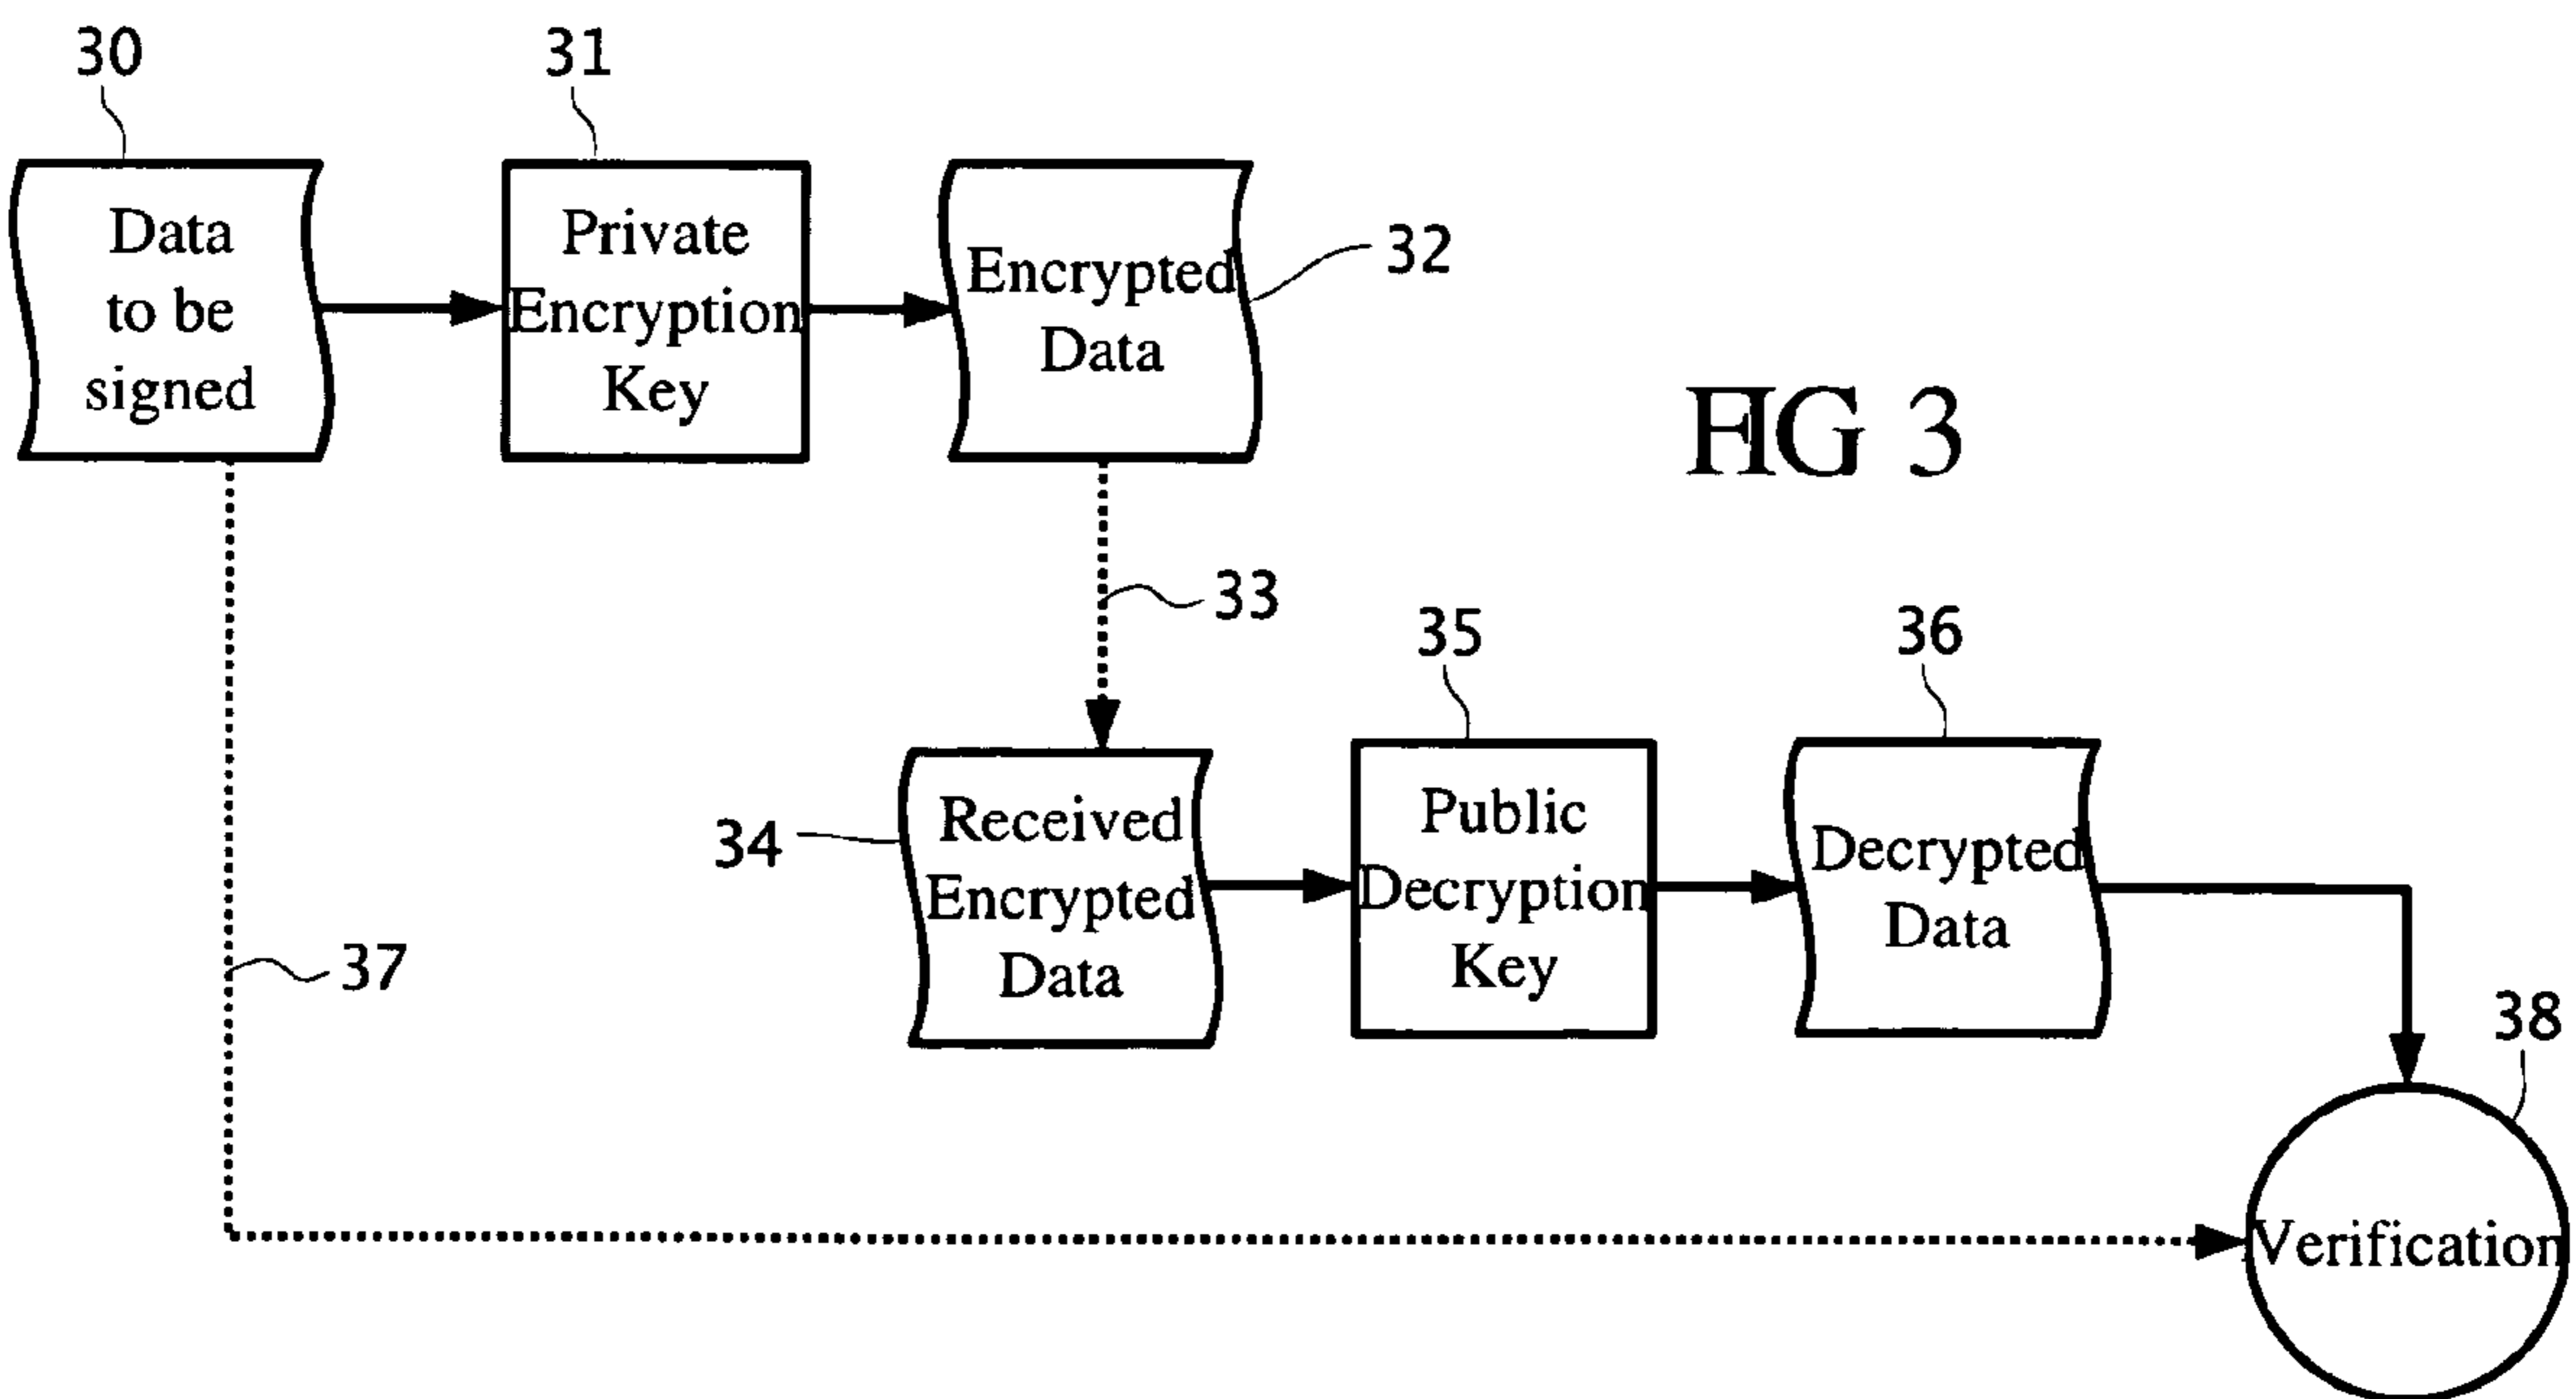 30
31
Data
to be
signed
Private
Encryption
Key
Encrypted
Data
32
FIG 3
33
35
36
34
Received
Encrypted
Data
Public
Decryption
Key
Decrypted
Data
37
38
Verification